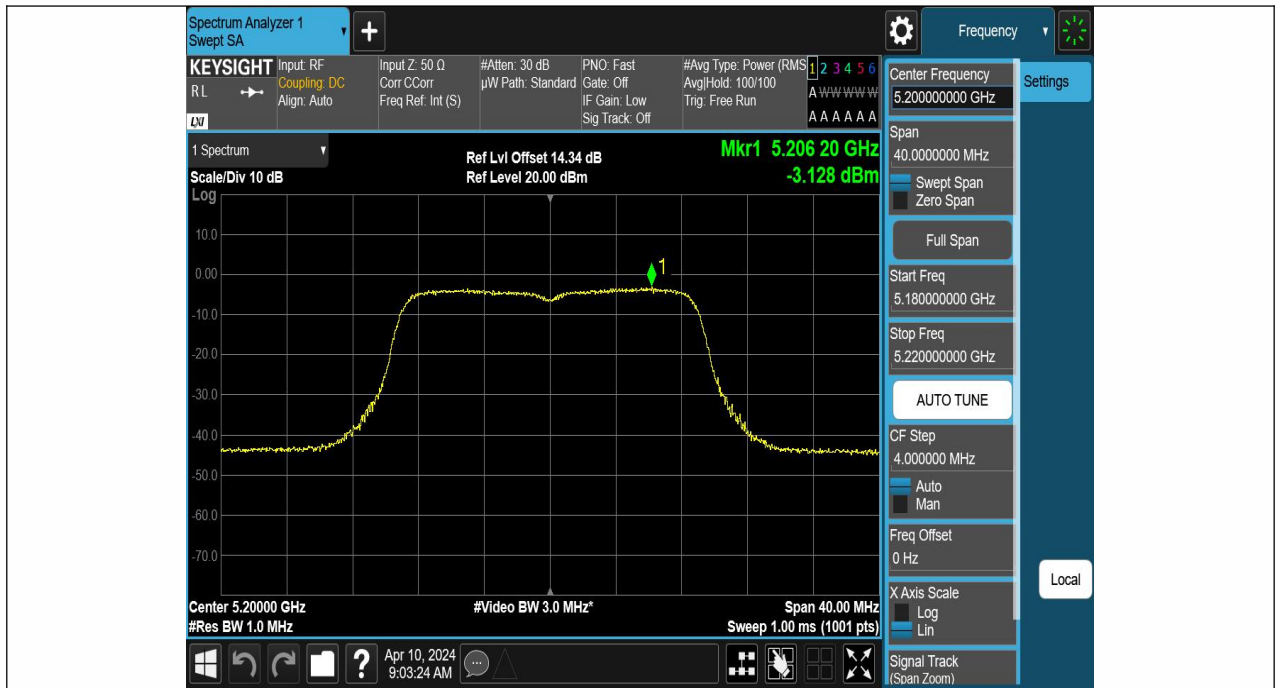 Spectrum Analyzer 1
Swept SA
+
Frequency
KEYSIGHT
RL
LXI
Input: RF
Coupling: DC
Align: Auto
Input Z: 50 Ω
Corr CCorr
Freq Ref: Int (S)
#Atten: 30 dB
µW Path: Standard
PNO: Fast
Gate: Off
IF Gain: Low
Sig Track: Off
#Avg Type: Power (RMS
Avg|Hold: 100/100
Trig: Free Run
1 2 3 4 5 6
A W W W W W
A A A A A A
1 Spectrum
Scale/Div 10 dB
Log
Ref Lvl Offset 14.34 dB
Ref Level 20.00 dBm
Mkr1 5.206 20 GHz
-3.128 dBm
1
10.0
0.00
-10.0
-20.0
-30.0
-40.0
-50.0
-60.0
-70.0
Center 5.20000 GHz
#Res BW 1.0 MHz
#Video BW 3.0 MHz*
Span 40.00 MHz
Sweep 1.00 ms (1001 pts)
Center Frequency
5.200000000 GHz
Settings
Span
40.0000000 MHz
Swept Span
Zero Span
Full Span
Start Freq
5.180000000 GHz
Stop Freq
5.220000000 GHz
AUTO TUNE
CF Step
4.000000 MHz
Auto
Man
Freq Offset
0 Hz
X Axis Scale
Log
Lin
Local
Signal Track
(Span Zoom)
?
Apr 10, 2024
9:03:24 AM